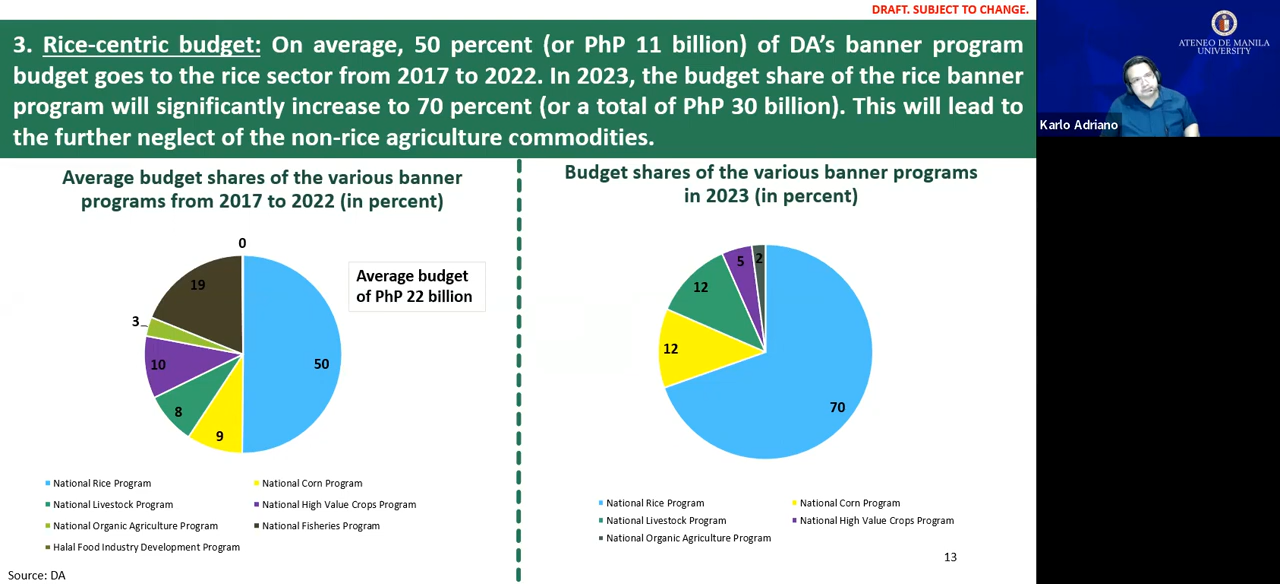 DRAFT. SUBJECT TO CHANGE.
3. Rice-centric budget: On average, 50 percent (or PhP 11 billion) of DA’s banner program
budget goes to the rice sector from 2017 to 2022. In 2023, the budget share of the rice banner
program will significantly increase to 70 percent (or a total of PhP 30 billion). This will lead to
the further neglect of the non-rice agriculture commodities.
Average budget shares of the various banner
programs from 2017 to 2022 (in percent)
0
19
3
10
8
9
50
Average budget
of PhP 22 billion
National Rice Program
National Corn Program
National Livestock Program
National High Value Crops Program
National Organic Agriculture Program
National Fisheries Program
Halal Food Industry Development Program
Source: DA
Budget shares of the various banner programs
in 2023 (in percent)
2
5
12
12
70
National Rice Program
National Corn Program
National Livestock Program
National High Value Crops Program
National Organic Agriculture Program
13
ATENEO DE MANILA
UNIVERSITY
Karlo Adriano